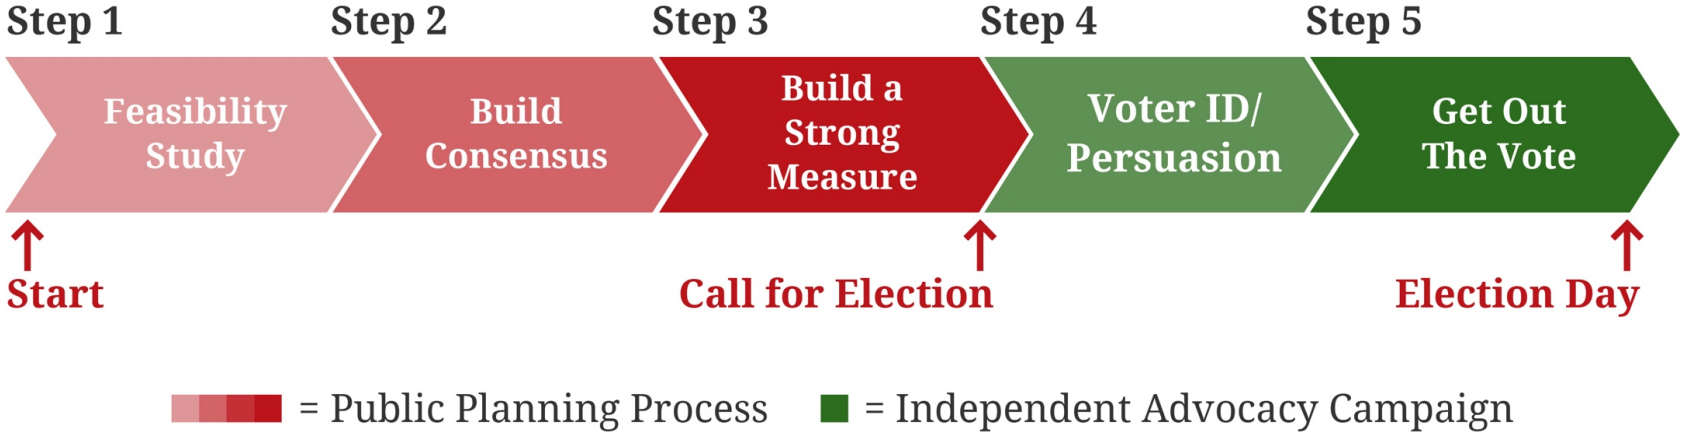 Step 1
Step 2
Step 3
Step 4
Step 5
Feasibility
Study
Build
Consensus
Build a
Strong
Measure
Voter ID/
Persuasion
Get Out
The Vote
Start
Call for Election
Election Day
= Public Planning Process
= Independent Advocacy Campaign